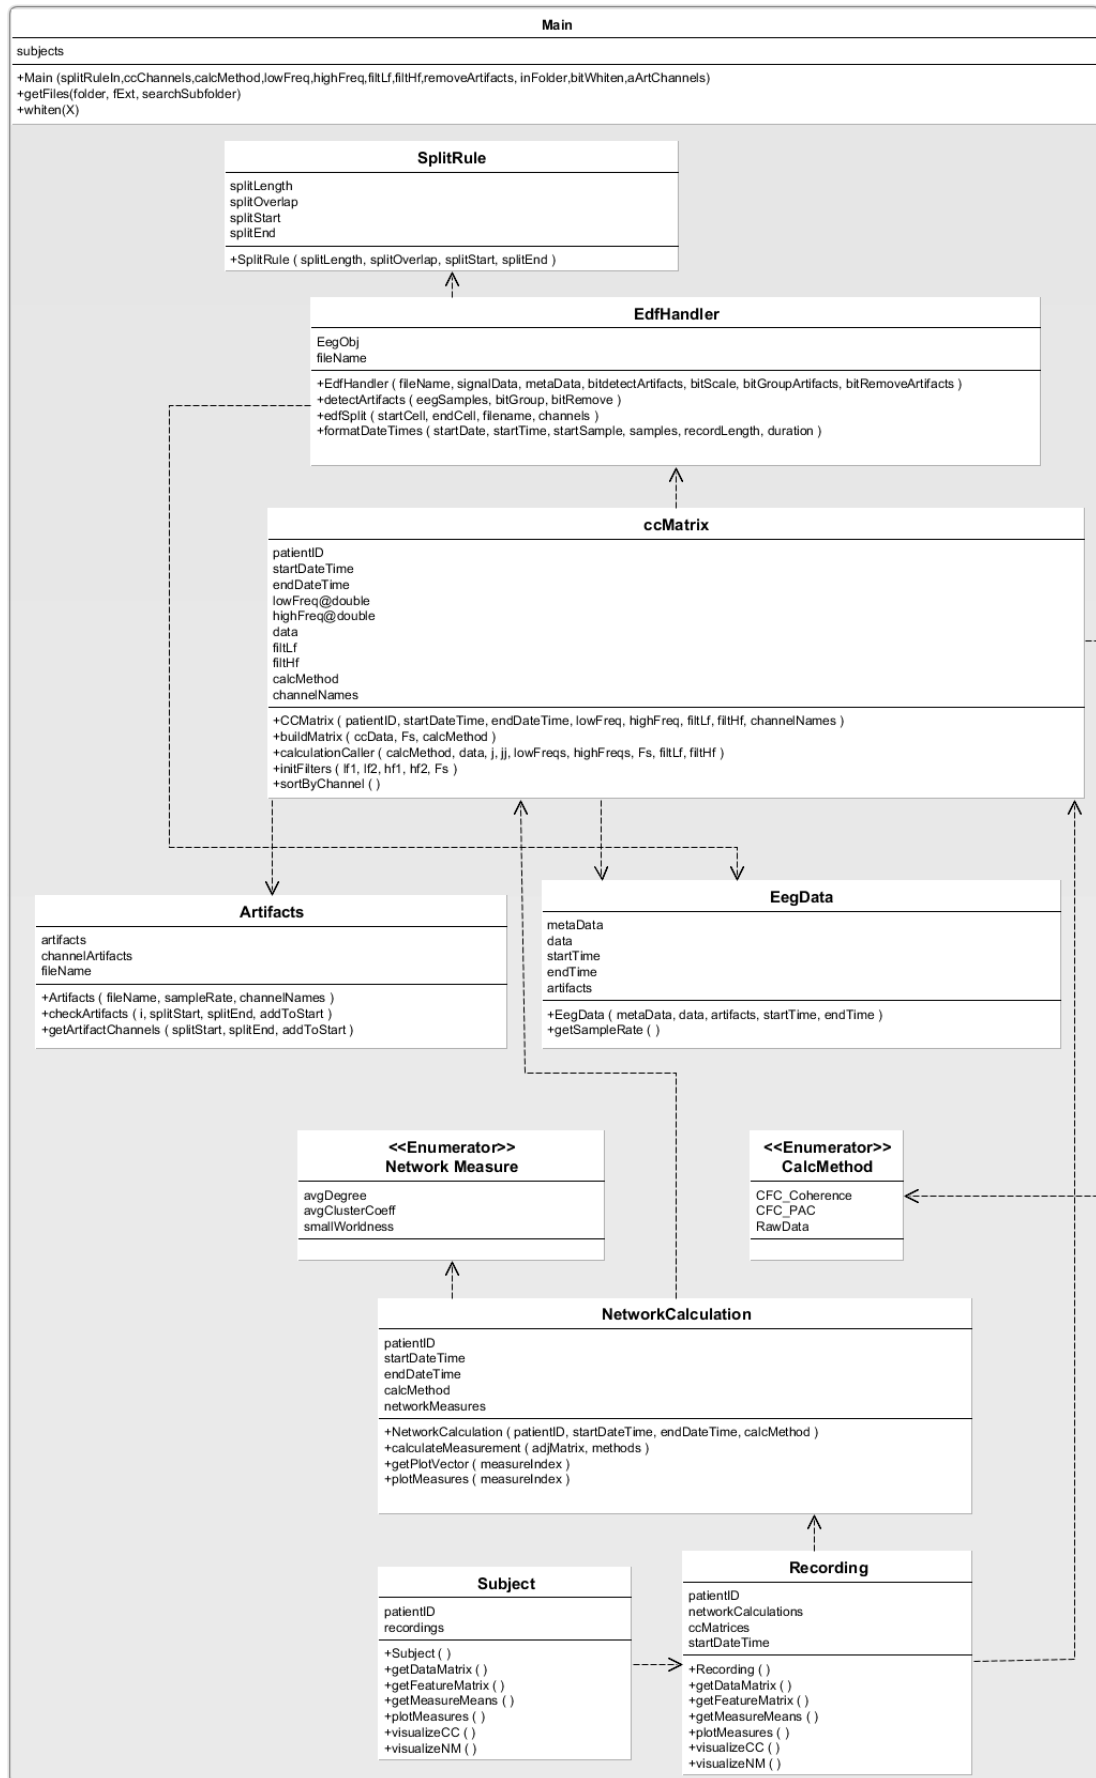 Main
subjects
+Main (splitRuleIn,ccChannels,calcMethod,lowFreq,highFreq,filtLf,filtHf,removeArtifacts, inFolder,bitWhiten,aArtChannels)
+getFiles(folder, fExt, searchSubfolder)
+whiten(X)
SplitRule
splitLength
splitOverlap
splitStart
splitEnd
+SplitRule ( splitLength, splitOverlap, splitStart, splitEnd )
EdfHandler
EegObj
fileName
+EdfHandler ( fileName, signalData, metaData, bitdetectArtifacts, bitScale, bitGroupArtifacts, bitRemoveArtifacts )
+detectArtifacts ( eegSamples, bitGroup, bitRemove )
+edfSplit ( startCell, endCell, filename, channels )
+formatDateTimes ( startDate, startTime, startSample, samples, recordLength, duration )
ccMatrix
patientID
startDateTime
endDateTime
lowFreq@double
highFreq@double
data
filtLf
filtHf
calcMethod
channelNames
+CCMatrix ( patientID, startDateTime, endDateTime, lowFreq, highFreq, filtLf, filtHf, channelNames )
+buildMatrix ( ccData, Fs, calcMethod )
+calculationCaller ( calcMethod, data, j, jj, lowFreqs, highFreqs, Fs, filtLf, filtHf )
+initFilters ( lf1, lf2, hf1, hf2, Fs )
+sortByChannel ( )
Artifacts
artifacts
channelArtifacts
fileName
+Artifacts ( fileName, sampleRate, channelNames )
+checkArtifacts ( i, splitStart, splitEnd, addToStart )
+getArtifactChannels ( splitStart, splitEnd, addToStart )
EegData
metaData
data
startTime
endTime
artifacts
+EegData ( metaData, data, artifacts, startTime, endTime )
+getSampleRate ( )
<<Enumerator>>
Network Measure
avgDegree
avgClusterCoeff
smallWorldness
<<Enumerator>>
CalcMethod
CFC_Coherence
CFC_PAC
RawData
NetworkCalculation
patientID
startDateTime
endDateTime
calcMethod
networkMeasures
+NetworkCalculation ( patientID, startDateTime, endDateTime, calcMethod )
+calculateMeasurement ( adjMatrix, methods )
+getPlotVector ( measureIndex )
+plotMeasures ( measureIndex )
Subject
patientID
recordings
+Subject ( )
+getDataMatrix ( )
+getFeatureMatrix ( )
+getMeasureMeans ( )
+plotMeasures ( )
+visualizeCC ( )
+visualizeNM ( )
Recording
patientID
networkCalculations
ccMatrices
startDateTime
+Recording ( )
+getDataMatrix ( )
+getFeatureMatrix ( )
+getMeasureMeans ( )
+plotMeasures ( )
+visualizeCC ( )
+visualizeNM ( )